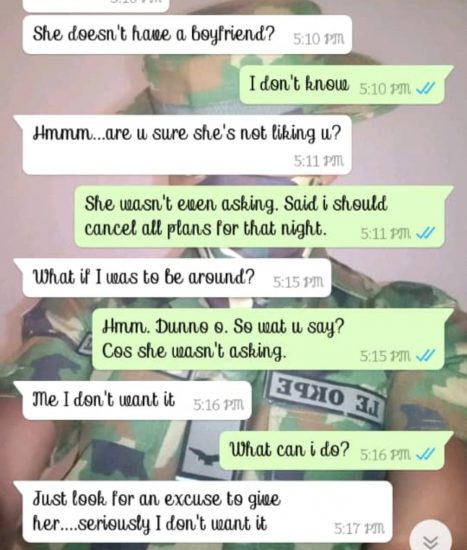 She doesn't have a boyfriend? 5:10 PM
I don't know 5:10 PM
Hmmm...are u sure she's not liking u?
5:11 PM
She wasn't even asking. Said i should
cancel all plans for that night. 5:11 PM
What if I was to be around? 5:15 PM
Hmm. Dunno o. So wat u say?
Cos she wasn't asking. 5:15 PM
Me I don't want it 5:16 PM
What can i do? 5:16 PM
Just look for an excuse to give
her....seriously I don't want it 5:17 PM